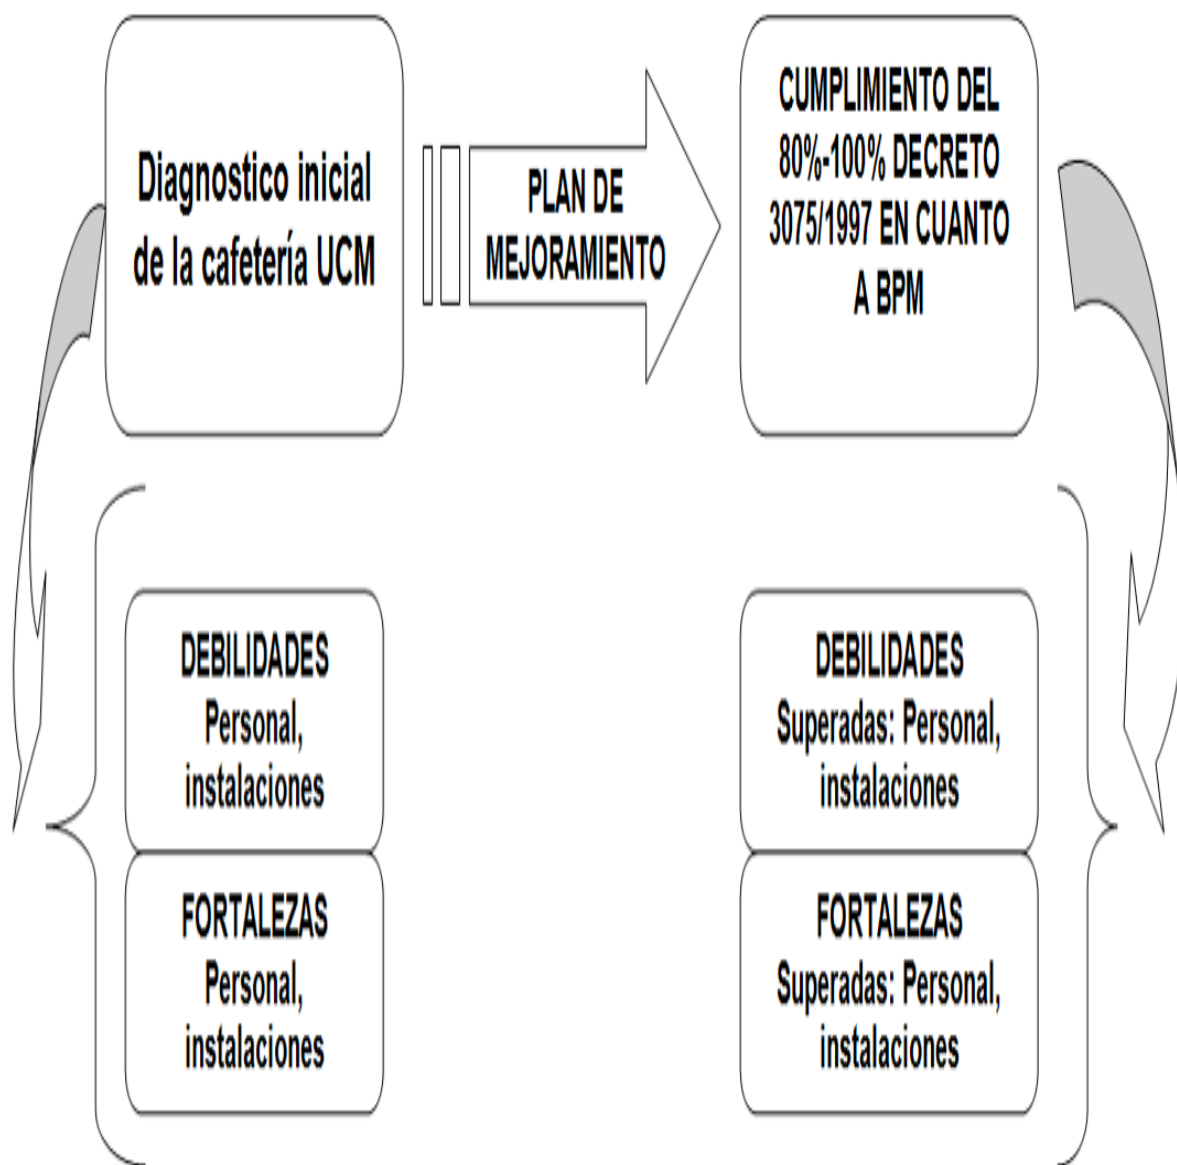 Diagnostico inicial
de la cafetería UCM
PLAN DE
MEJORAMIENTO
CUMPLIMIENTO DEL
80%-100% DECRETO
3075/1997 EN CUANTO
A BPM
DEBILIDADES
Personal,
instalaciones
FORTALEZAS
Personal,
instalaciones
DEBILIDADES
Superadas: Personal,
instalaciones
FORTALEZAS
Superadas: Personal,
instalaciones